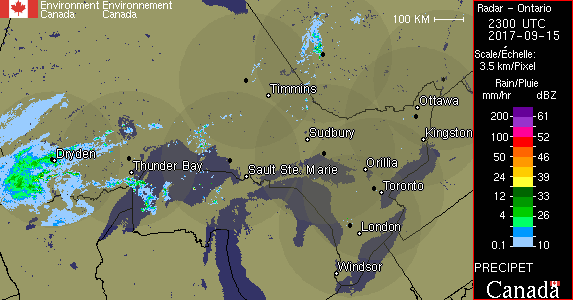 Environment Environnement
Canada Canada
100 KM
Timmins
Ottawa
Sudbury
Kingston
Dryden
Thunder Bay
Sault Ste. Marie
Orillia
Toronto
London
Windsor
Radar - Ontario
2300 UTC
2017-09-15
Scale/Échelle:
3.5 km/Pixel
Rain/Pluie
mm/hr dBZ
200 61
100 56
100 52
50 46
24 39
12 33
4 26
0.1 10
PRECIPET
Canada